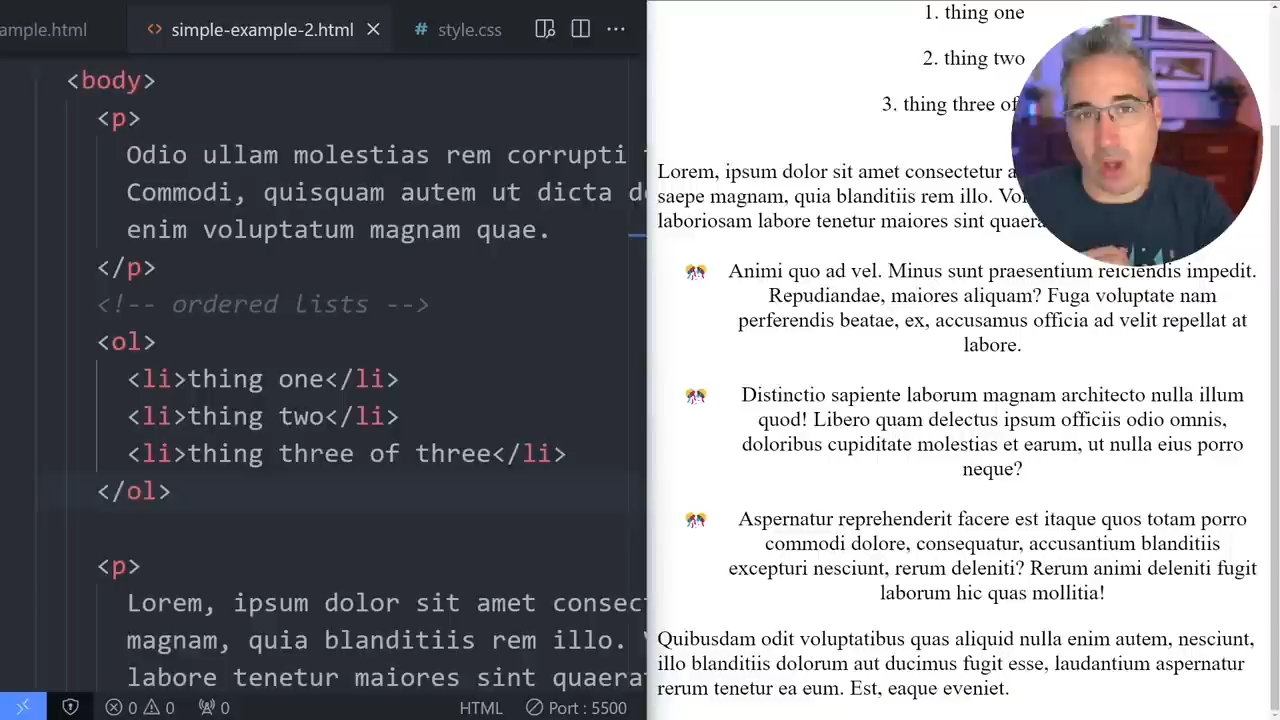 ample.html
simple-example-2.html
style.css
<body>
<p>
Odio ullam molestias rem corrupti
Commodi, quisquam autem ut dicta
enim voluptatum magnam quae.
</p>
<!-- ordered lists -->
<ol>
<li>thing one</li>
<li>thing two</li>
<li>thing three of three</li>
</ol>
<p>
Lorem, ipsum dolor sit amet consec
magnam, quia blanditiis rem illo.
labore tenetur maiores sint quaera
0 0 0 HTML Port : 5500
1. thing one
2. thing two
3. thing three of
Lorem, ipsum dolor sit amet consectetur a
saepe magnam, quia blanditiis rem illo. Vo
laboriosam labore tenetur maiores sint quaera
Animi quo ad vel. Minus sunt praesentium reiciendis impedit.
Repudiandae, maiores aliquam? Fuga voluptate nam
perferendis beatae, ex, accusamus officia ad velit repellat at
labore.
Distinctio sapiente laborum magnam architecto nulla illum
quod! Libero quam delectus ipsum officiis odio omnis,
doloribus cupiditate molestias et earum, ut nulla eius porro
neque?
Aspernatur reprehenderit facere est itaque quos totam porro
commodi dolore, consequatur, accusantium blanditiis
excepturi nesciunt, rerum deleniti? Rerum animi deleniti fugit
laborum hic quas mollitia!
Quibusdam odit voluptatibus quas aliquid nulla enim autem, nesciunt,
illo blanditiis dolorum aut ducimus fugit esse, laudantium aspernatur
rerum tenetur ea eum. Est, eaque eveniet.